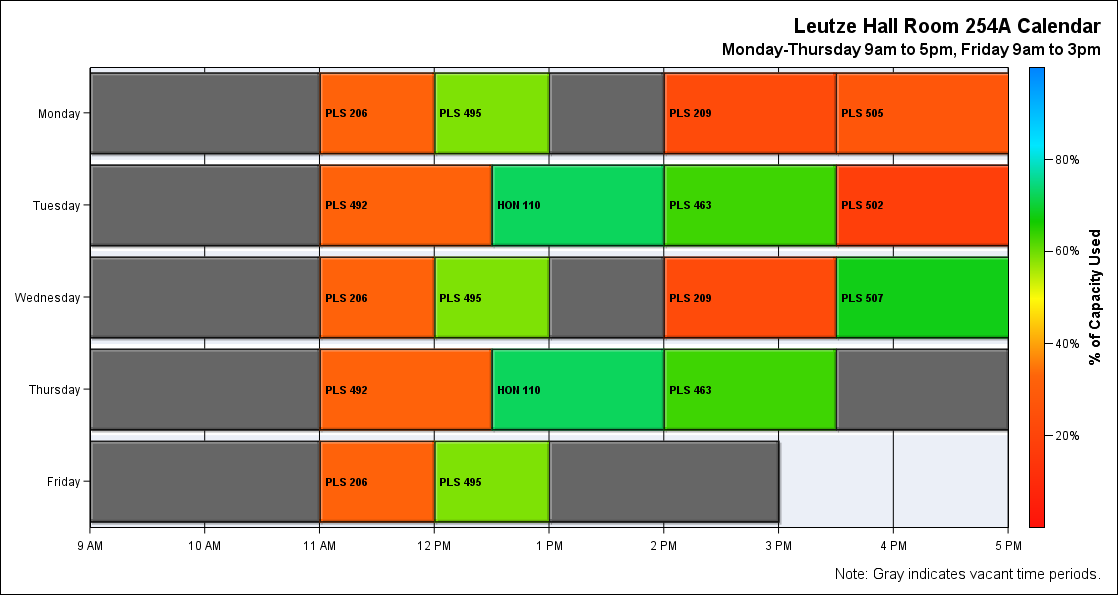 Leutze Hall Room 254A Calendar
Monday-Thursday 9am to 5pm, Friday 9am to 3pm
Monday
PLS 206
PLS 495
PLS 209
PLS 505
Tuesday
PLS 492
HON 110
PLS 463
PLS 502
Wednesday
PLS 206
PLS 495
PLS 209
PLS 507
Thursday
PLS 492
HON 110
PLS 463
Friday
PLS 206
PLS 495
9 AM
10 AM
11 AM
12 PM
1 PM
2 PM
3 PM
4 PM
5 PM
80%
60%
40%
20%
% of Capacity Used
Note: Gray indicates vacant time periods.